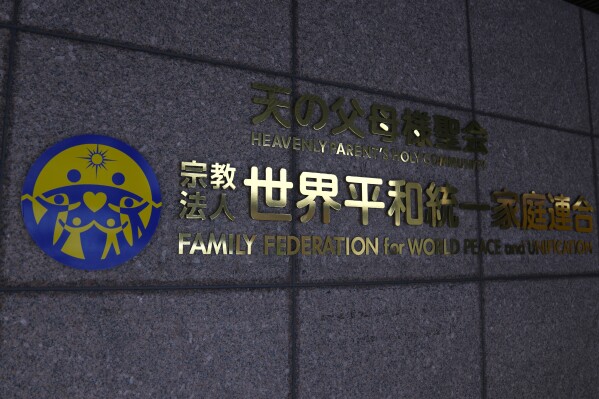 天の父母様聖会
HEAVENLY PARENT'S HOLY COMMUNITY
宗教法人 世界平和統一家庭連合
FAMILY FEDERATION for WORLD PEACE and UNIFICATION